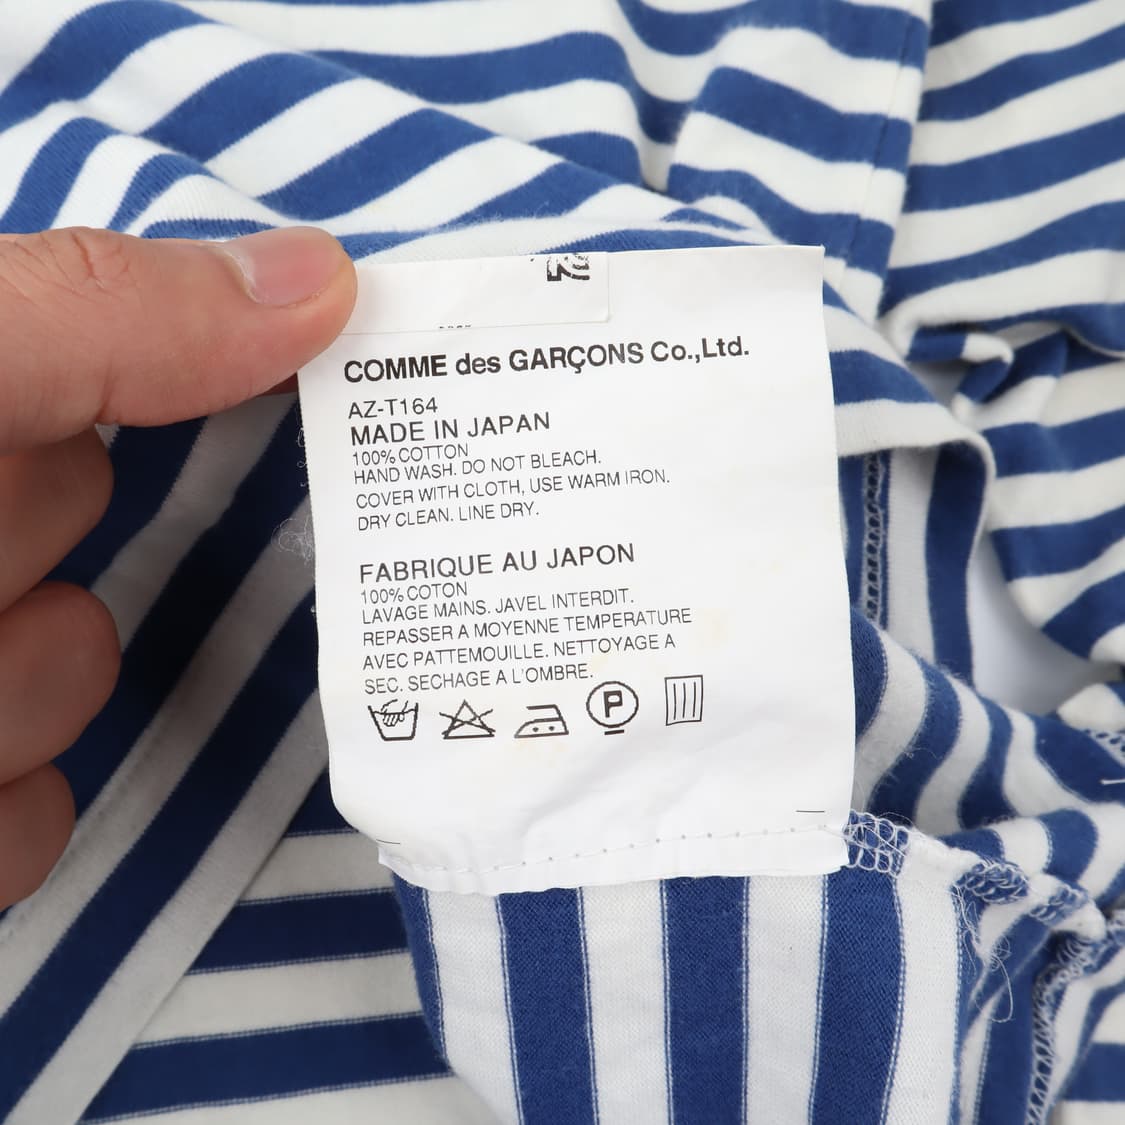 COMME des GARÇONS Co.,Ltd.
AZ-T164
MADE IN JAPAN
100% COTTON
HAND WASH. DO NOT BLEACH.
COVER WITH CLOTH, USE WARM IRON.
DRY CLEAN. LINE DRY.
FABRIQUE AU JAPON
100% COTON
LAVAGE MAINS. JAVEL INTERDIT.
REPASSER A MOYENNE TEMPERATURE
AVEC PATTEMOUILLE. NETTOYAGE A
SEC. SECHAGE A L'OMBRE.
P